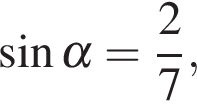 sin α = 2/7,